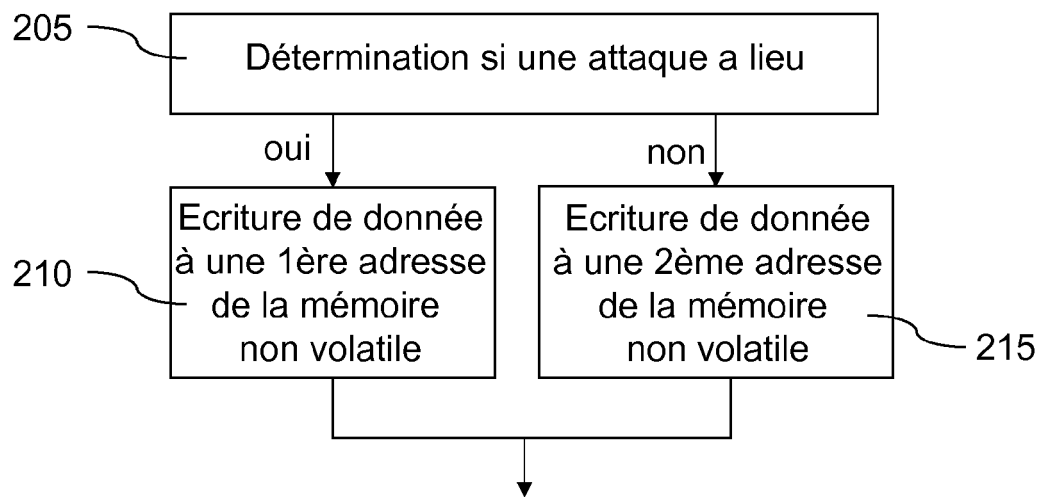 205
Détermination si une attaque a lieu
oui
non
Ecriture de donnée
à une 1ère adresse
de la mémoire
non volatile
210
Ecriture de donnée
à une 2ème adresse
de la mémoire
non volatile
215